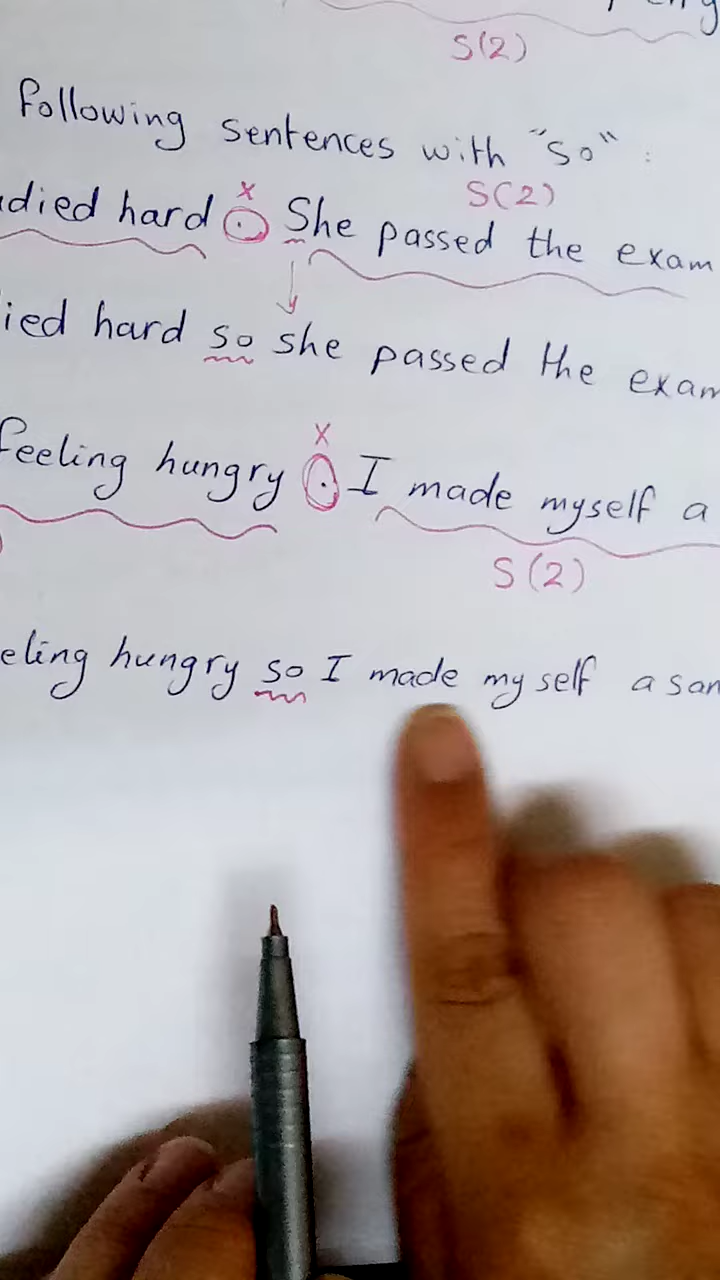 S(2)
following sentences with "so" :
x S(2)
died hard . She passed the exam
ied hard so she passed the exam
x
feeling hungry . I made myself a
S(2)
eling hungry so I made my self a san